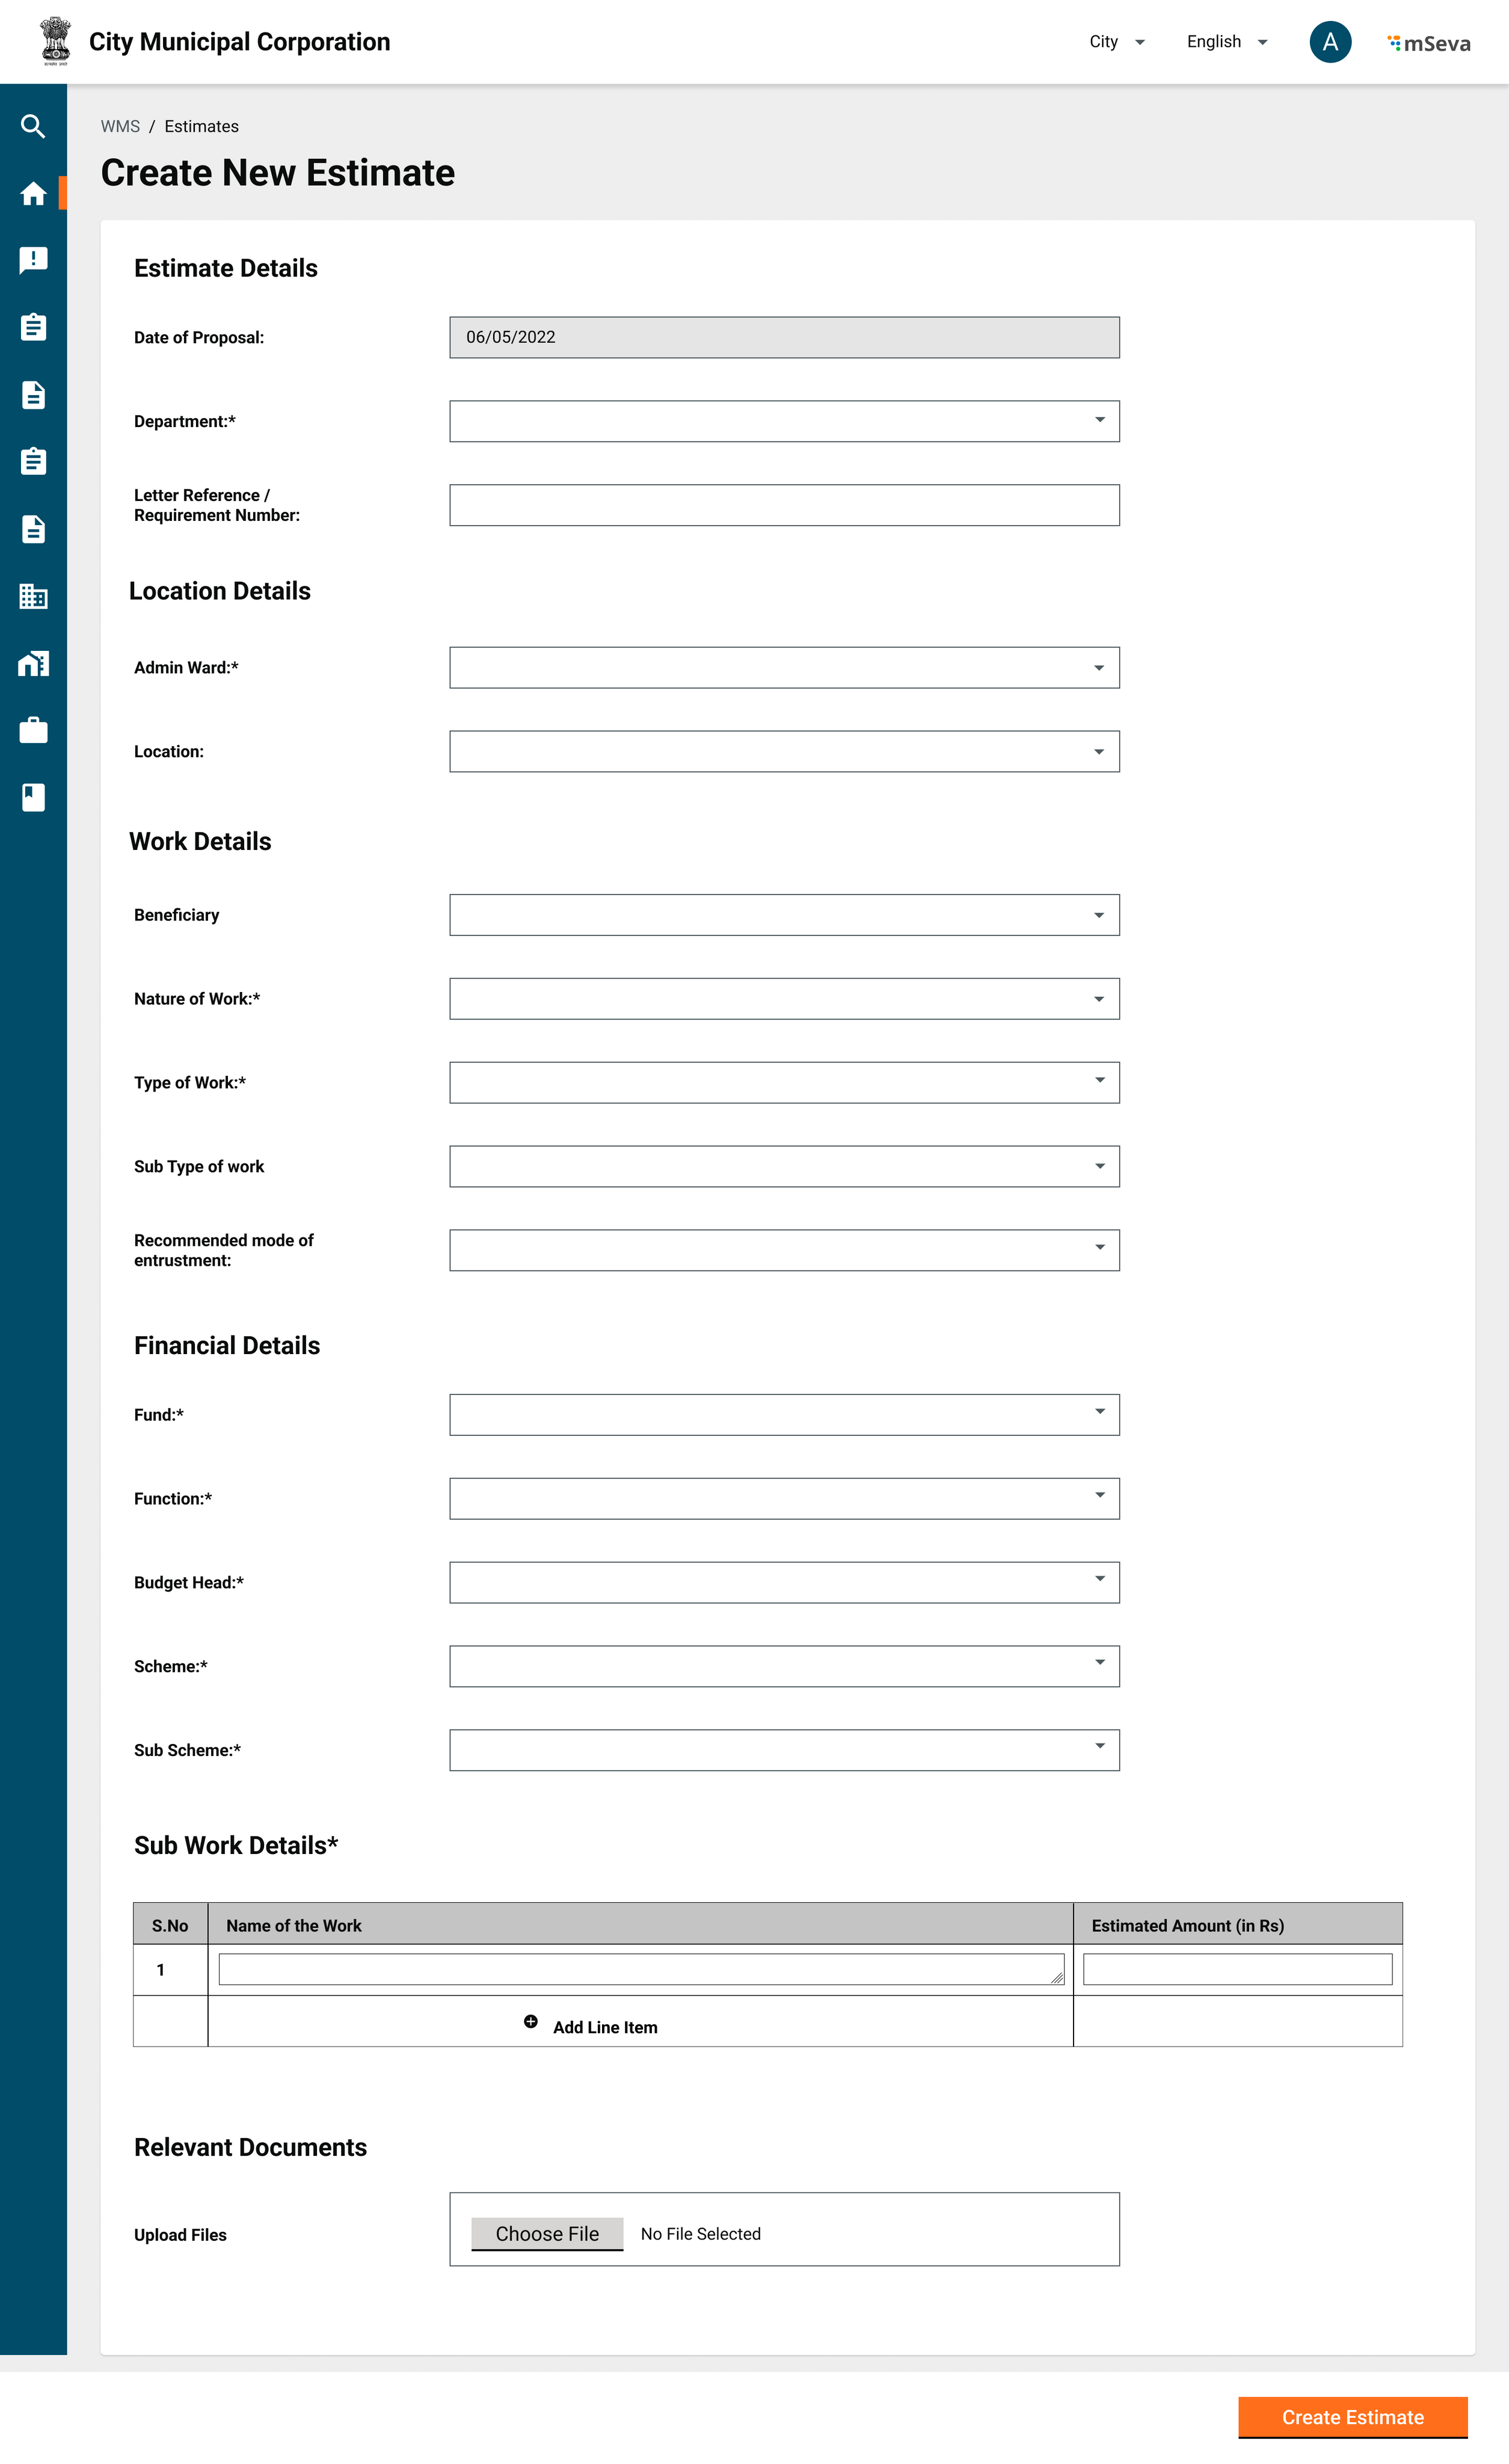 City Municipal Corporation
City
English
A
mSeva
WMS / Estimates
Create New Estimate
Estimate Details
Date of Proposal:
06/05/2022
Department:*
Letter Reference /
Requirement Number:
Location Details
Admin Ward:*
Location:
Work Details
Beneficiary
Nature of Work:*
Type of Work:*
Sub Type of work
Recommended mode of
entrustment:
Financial Details
Fund:*
Function:*
Budget Head:*
Scheme:*
Sub Scheme:*
Sub Work Details*
S.No Name of the Work Estimated Amount (in Rs)
1
Add Line Item
Relevant Documents
Upload Files
Choose File No File Selected
Create Estimate